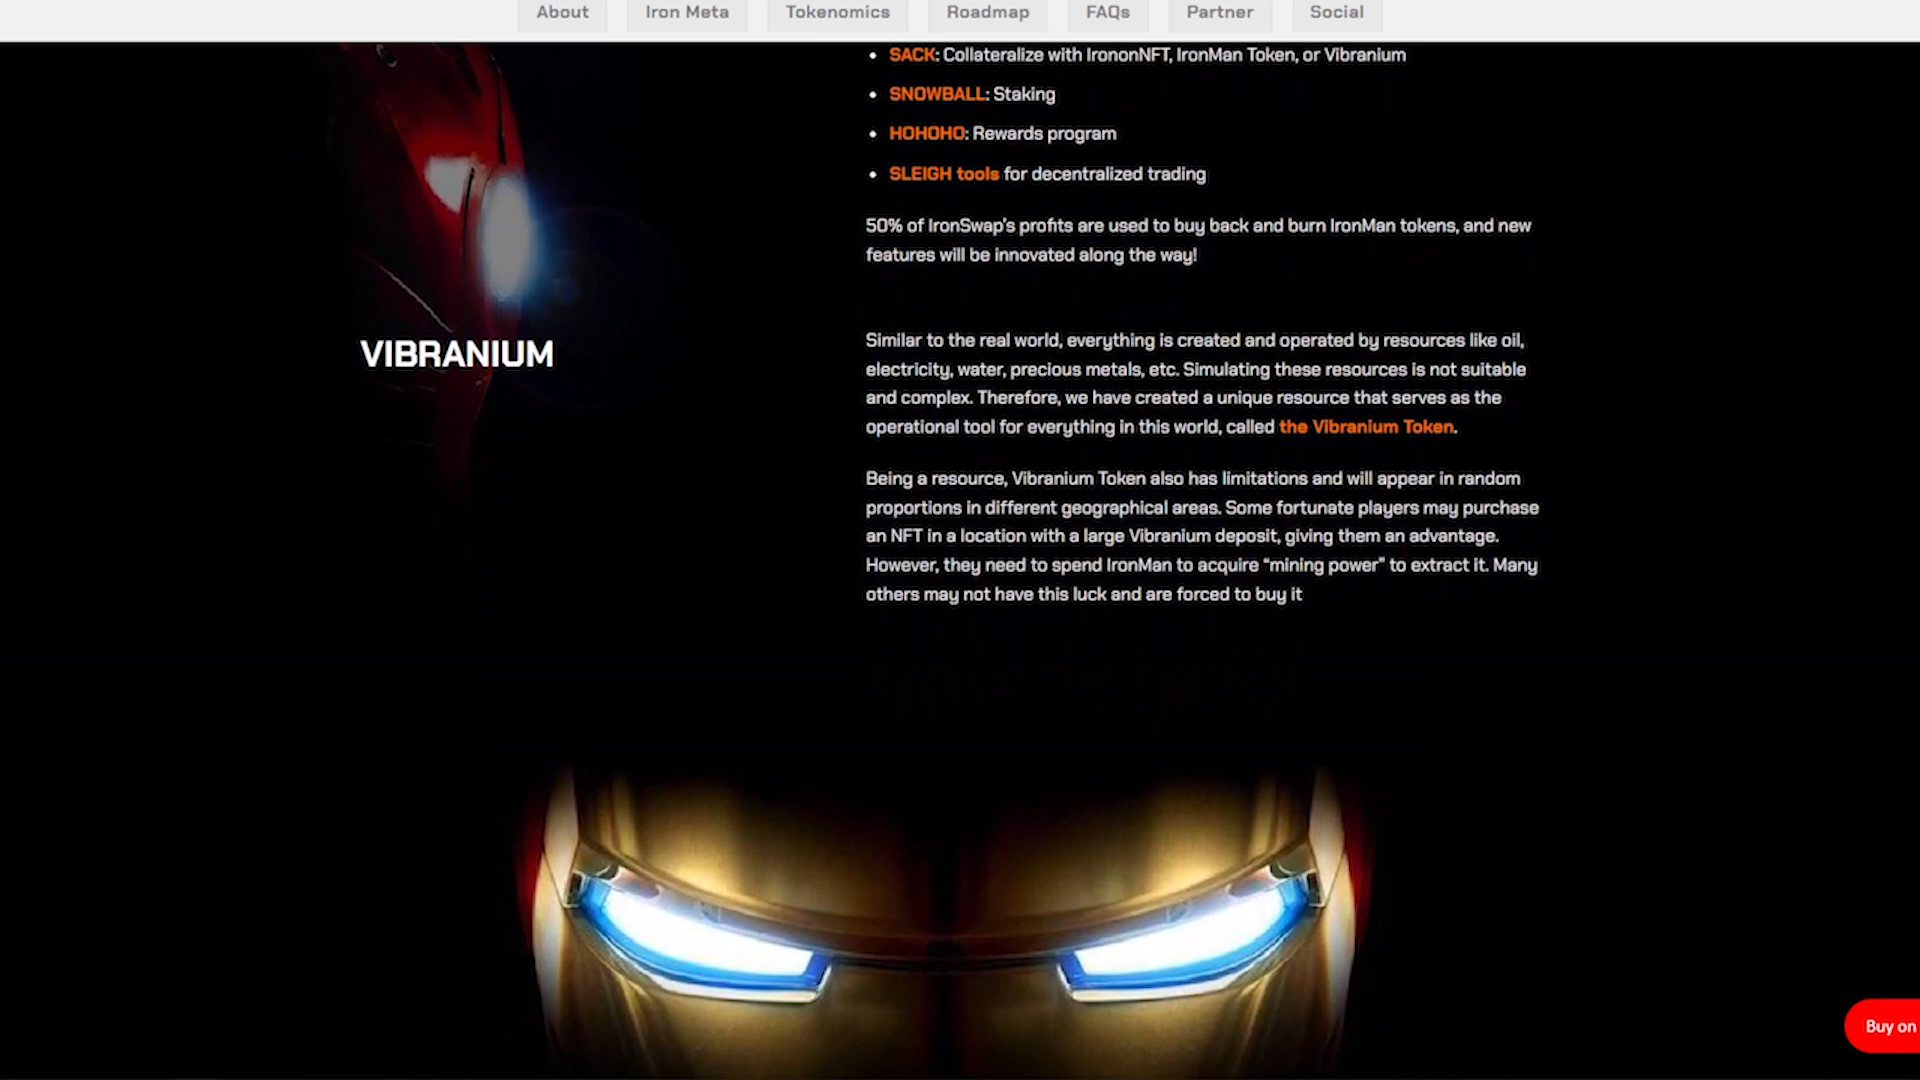 About
Iron Meta
Tokenomics
Roadmap
FAQs
Partner
Social
SACK: Collateralize with IrononNFT, IronMan Token, or Vibranium
SNOWBALL: Staking
HOHOHO: Rewards program
SLEIGH tools for decentralized trading
50% of IronSwap's profits are used to buy back and burn IronMan tokens, and new
features will be innovated along the way!
VIBRANIUM
Similar to the real world, everything is created and operated by resources like oil,
electricity, water, precious metals, etc. Simulating these resources is not suitable
and complex. Therefore, we have created a unique resource that serves as the
operational tool for everything in this world, called the Vibranium Token.
Being a resource, Vibranium Token also has limitations and will appear in random
proportions in different geographical areas. Some fortunate players may purchase
an NFT in a location with a large Vibranium deposit, giving them an advantage.
However, they need to spend IronMan to acquire “mining power” to extract it. Many
others may not have this luck and are forced to buy it
Buy on